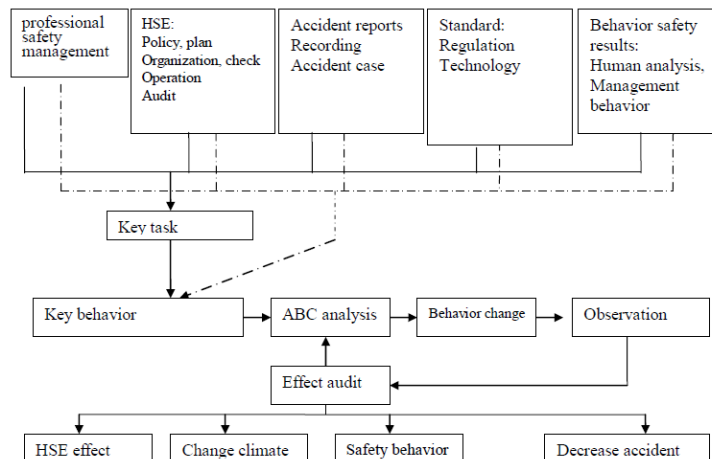 professional
safety
management
HSE:
Policy, plan
Organization, check
Operation
Audit
Accident reports
Recording
Accident case
Standard:
Regulation
Technology
Behavior safety
results:
Human analysis,
Management
behavior
Key task
Key behavior
ABC analysis
Behavior change
Observation
Effect audit
HSE effect
Change climate
Safety behavior
Decrease accident